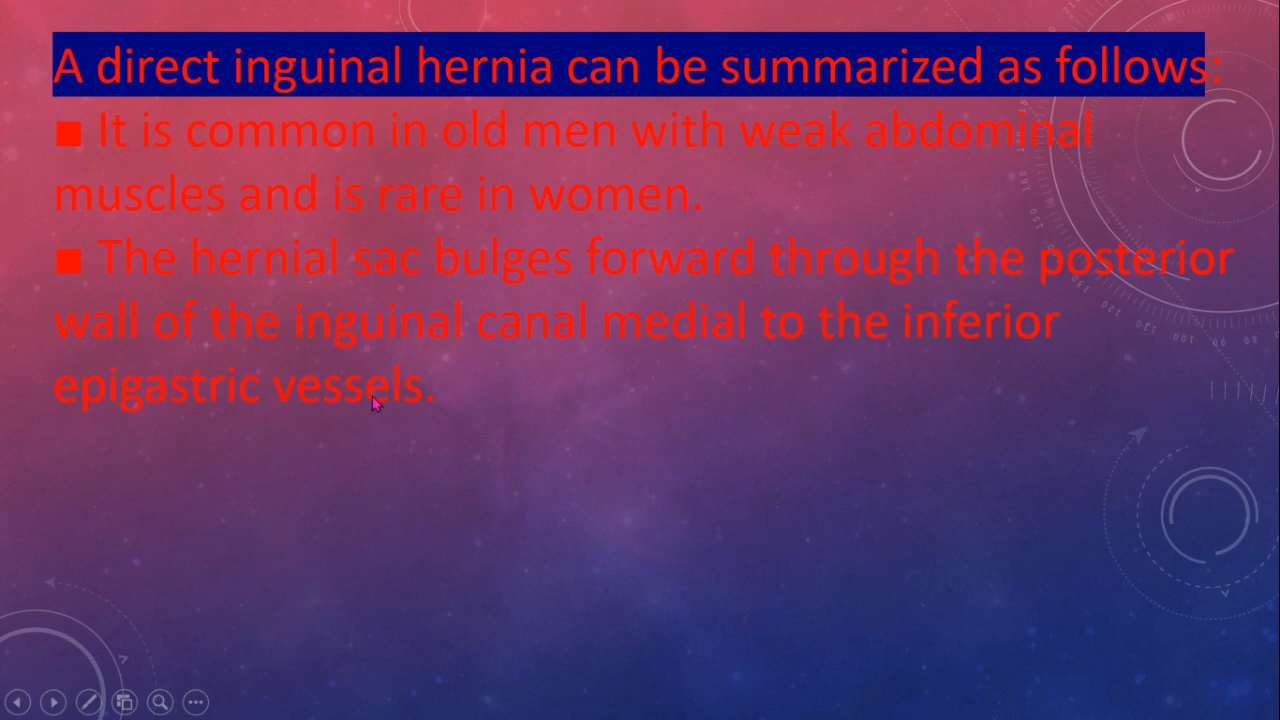 A direct inguinal hernia can be summarized as follows:
■ It is common in old men with weak abdominal
muscles and is rare in women.
■ The hernial sac bulges forward through the posterior
wall of the inguinal canal medial to the inferior
epigastric vessels.